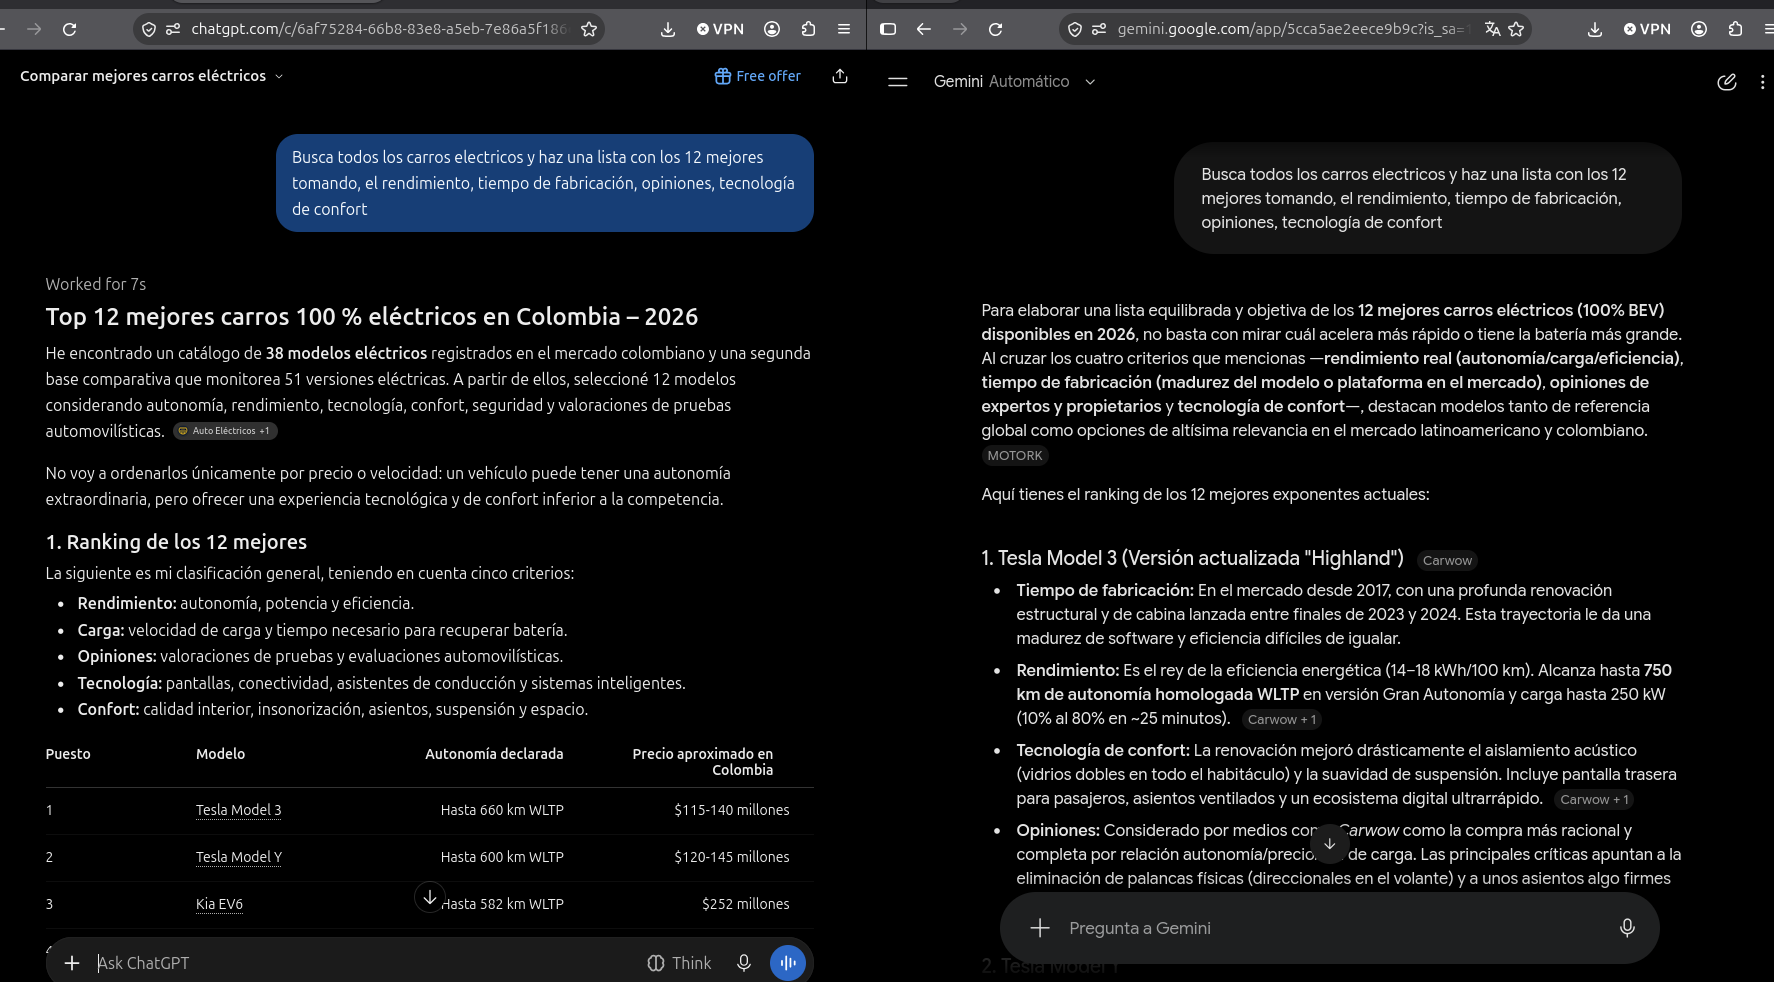 chatgpt.com/c/6af75284-66b8-83e8-a5eb-7e86a5f186
VPN
Comparar mejores carros eléctricos
Free offer
Busca todos los carros electricos y haz una lista con los 12 mejores
tomando, el rendimiento, tiempo de fabricación, opiniones, tecnología
de confort
Worked for 7s
Top 12 mejores carros 100 % eléctricos en Colombia – 2026
He encontrado un catálogo de 38 modelos eléctricos registrados en el mercado colombiano y una segunda
base comparativa que monitorea 51 versiones eléctricas. A partir de ellos, seleccioné 12 modelos
considerando autonomía, rendimiento, tecnología, confort, seguridad y valoraciones de pruebas
automovilísticas. Auto Eléctricos +1
No voy a ordenarlos únicamente por precio o velocidad: un vehículo puede tener una autonomía
extraordinaria, pero ofrecer una experiencia tecnológica y de confort inferior a la competencia.
1. Ranking de los 12 mejores
La siguiente es mi clasificación general, teniendo en cuenta cinco criterios:
• Rendimiento: autonomía, potencia y eficiencia.
• Carga: velocidad de carga y tiempo necesario para recuperar batería.
• Opiniones: valoraciones de pruebas y evaluaciones automovilísticas.
• Tecnología: pantallas, conectividad, asistentes de conducción y sistemas inteligentes.
• Confort: calidad interior, insonorización, asientos, suspensión y espacio.
Puesto Modelo Autonomía declarada Precio aproximado en
Colombia
1 Tesla Model 3 Hasta 660 km WLTP $115-140 millones
2 Tesla Model Y Hasta 600 km WLTP $120-145 millones
3 Kia EV6 Hasta 582 km WLTP $252 millones
Ask ChatGPT
Think
gemini.google.com/app/5cca5ae2eece9b9c?is_sa=1
VPN
Gemini Automático
Busca todos los carros electricos y haz una lista con los 12
mejores tomando, el rendimiento, tiempo de fabricación,
opiniones, tecnología de confort
Para elaborar una lista equilibrada y objetiva de los 12 mejores carros eléctricos (100% BEV)
disponibles en 2026, no basta con mirar cuál acelera más rápido o tiene la batería más grande.
Al cruzar los cuatro criterios que mencionas —rendimiento real (autonomía/carga/eficiencia),
tiempo de fabricación (madurez del modelo o plataforma en el mercado), opiniones de
expertos y propietarios y tecnología de confort—, destacan modelos tanto de referencia
global como opciones de altísima relevancia en el mercado latinoamericano y colombiano.
MOTORK
Aquí tienes el ranking de los 12 mejores exponentes actuales:
1. Tesla Model 3 (Versión actualizada "Highland") Carwow
• Tiempo de fabricación: En el mercado desde 2017, con una profunda renovación
estructural y de cabina lanzada entre finales de 2023 y 2024. Esta trayectoria le da una
madurez de software y eficiencia difíciles de igualar.
• Rendimiento: Es el rey de la eficiencia energética (14–18 kWh/100 km). Alcanza hasta 750
km de autonomía homologada WLTP en versión Gran Autonomía y carga hasta 250 kW
(10% al 80% en ~25 minutos). Carwow + 1
• Tecnología de confort: La renovación mejoró drásticamente el aislamiento acústico
(vidrios dobles en todo el habitáculo) y la suavidad de suspensión. Incluye pantalla trasera
para pasajeros, asientos ventilados y un ecosistema digital ultrarrápido. Carwow + 1
• Opiniones: Considerado por medios Carwow como la compra más racional y
completa por relación autonomía/precio de carga. Las principales críticas apuntan a la
eliminación de palancas físicas (direccionales en el volante) y a unos asientos algo firmes
Pregunta a Gemini
2. Tesla Model Y